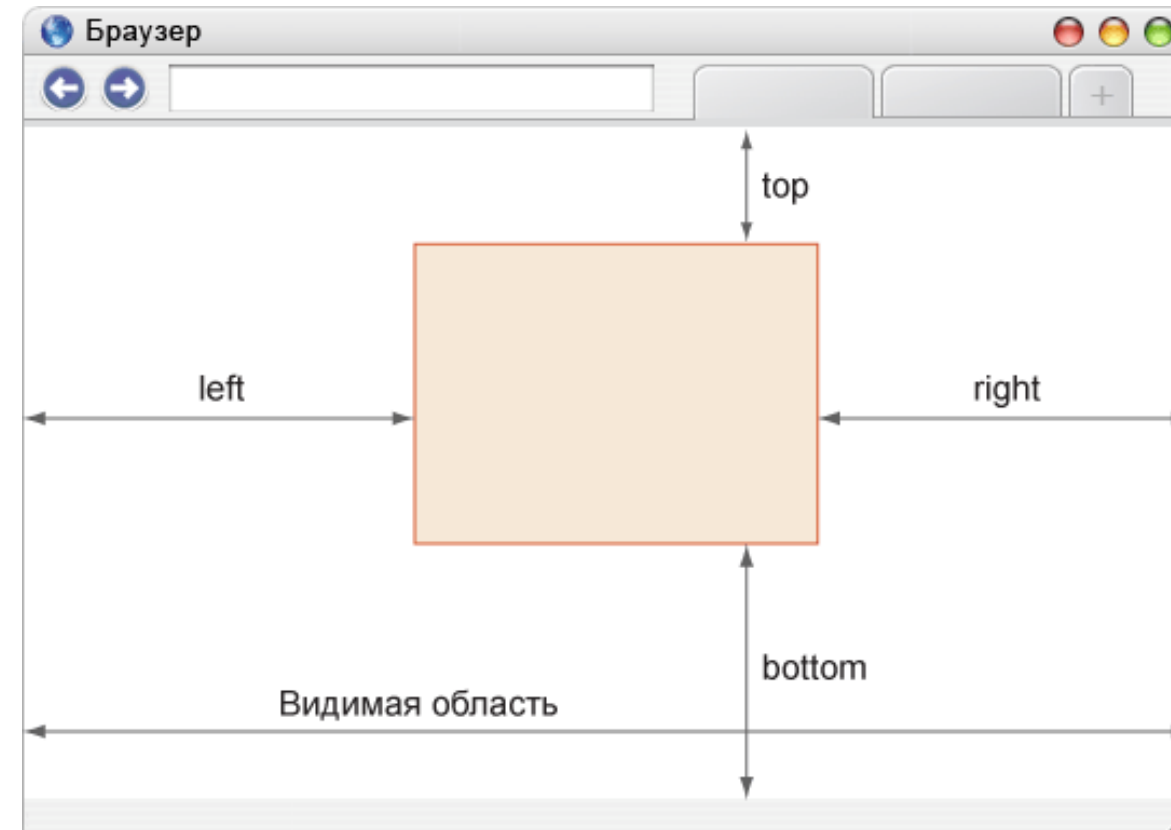 Браузер
+
top
left
right
bottom
Видимая область